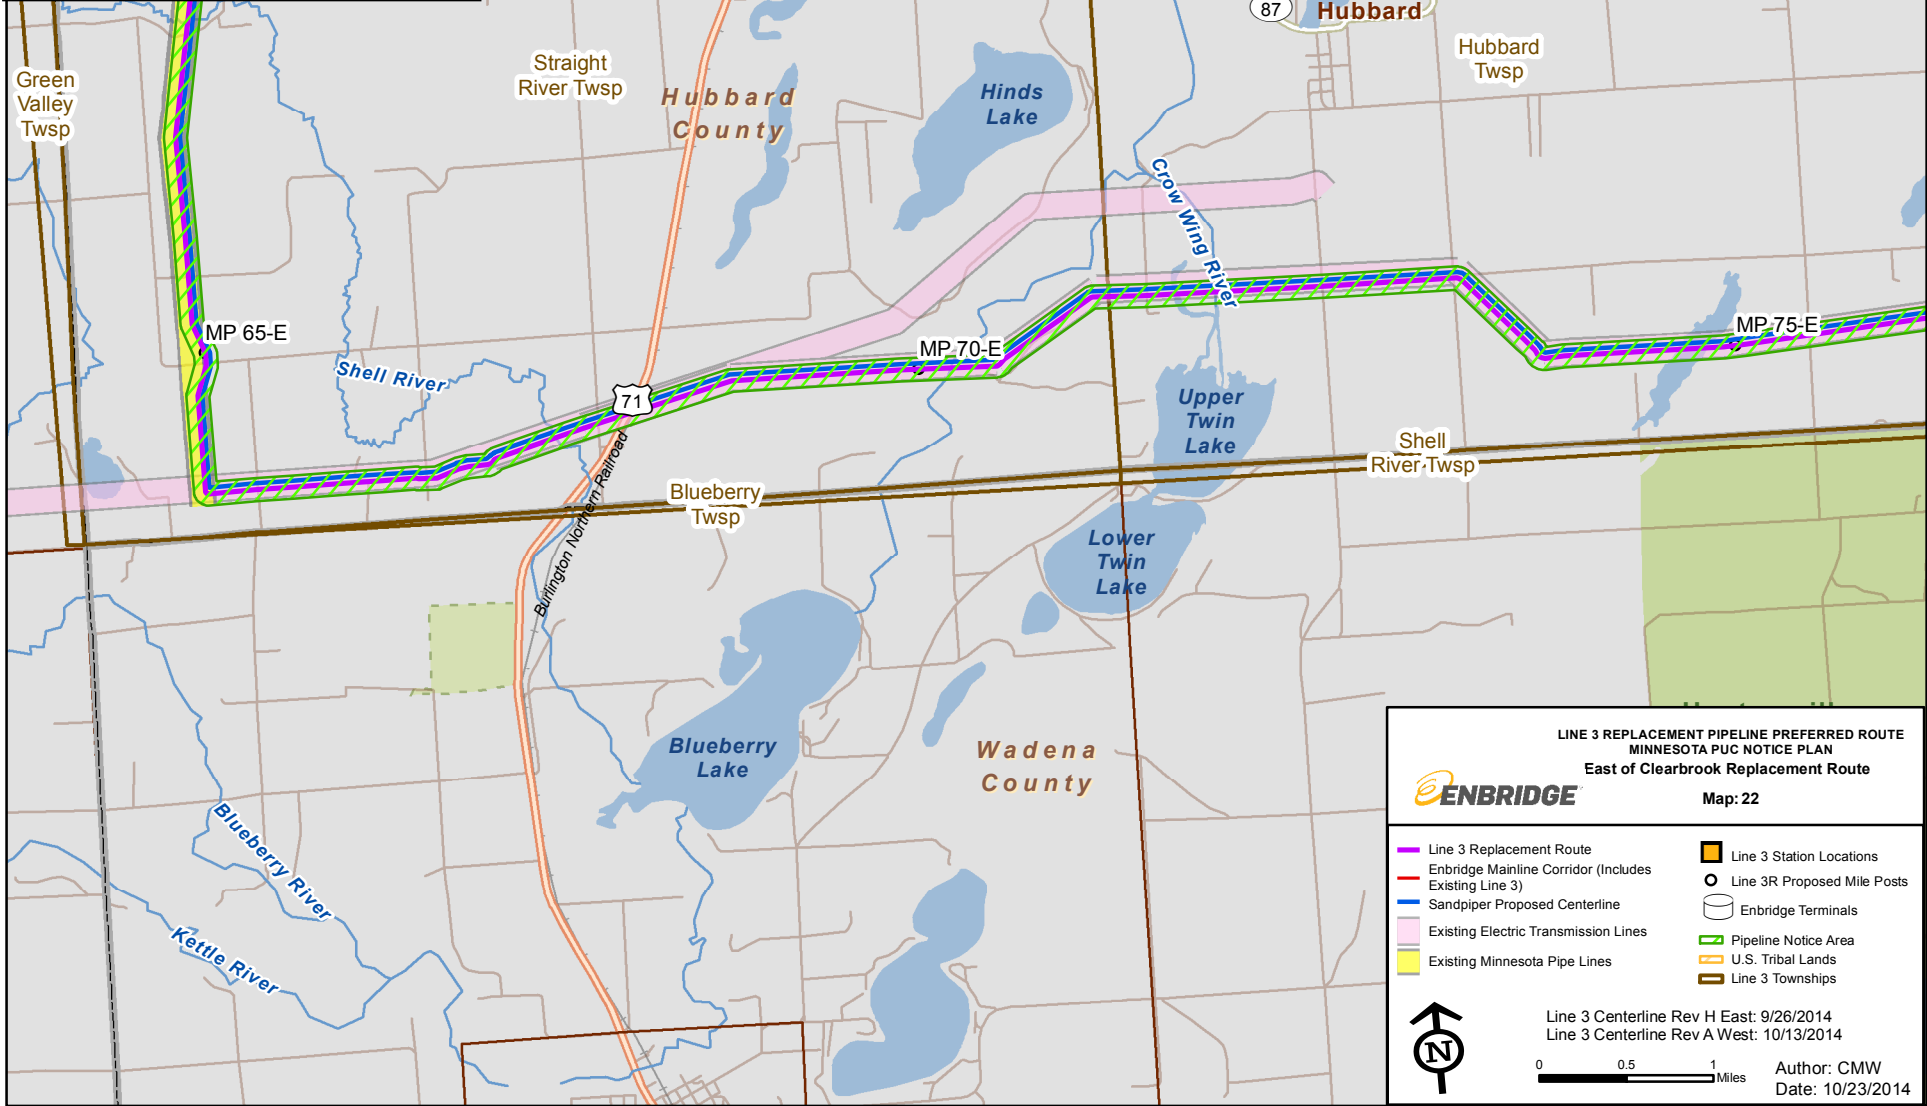 87
Hubbard
Green
Valley
Twsp
Straight
River Twsp
Hubbard
County
Hinds
Lake
Hubbard
Twsp
Crow Wing River
MP 65-E
Shell River
71
MP 70-E
MP 75-E
Upper
Twin
Lake
Shell
River Twsp
Burlington Northern Railroad
Blueberry
Twsp
Lower
Twin
Lake
Blueberry
Lake
Wadena
County
Blueberry River
Kettle River
LINE 3 REPLACEMENT PIPELINE PREFERRED ROUTE
MINNESOTA PUC NOTICE PLAN
East of Clearbrook Replacement Route
ENBRIDGE
Map: 22
Line 3 Replacement Route
Enbridge Mainline Corridor (Includes
Existing Line 3)
Sandpiper Proposed Centerline
Existing Electric Transmission Lines
Existing Minnesota Pipe Lines
Line 3 Station Locations
Line 3R Proposed Mile Posts
Enbridge Terminals
Pipeline Notice Area
U.S. Tribal Lands
Line 3 Townships
N
Line 3 Centerline Rev H East: 9/26/2014
Line 3 Centerline Rev A West: 10/13/2014
0 0.5 1
Miles
Author: CMW
Date: 10/23/2014